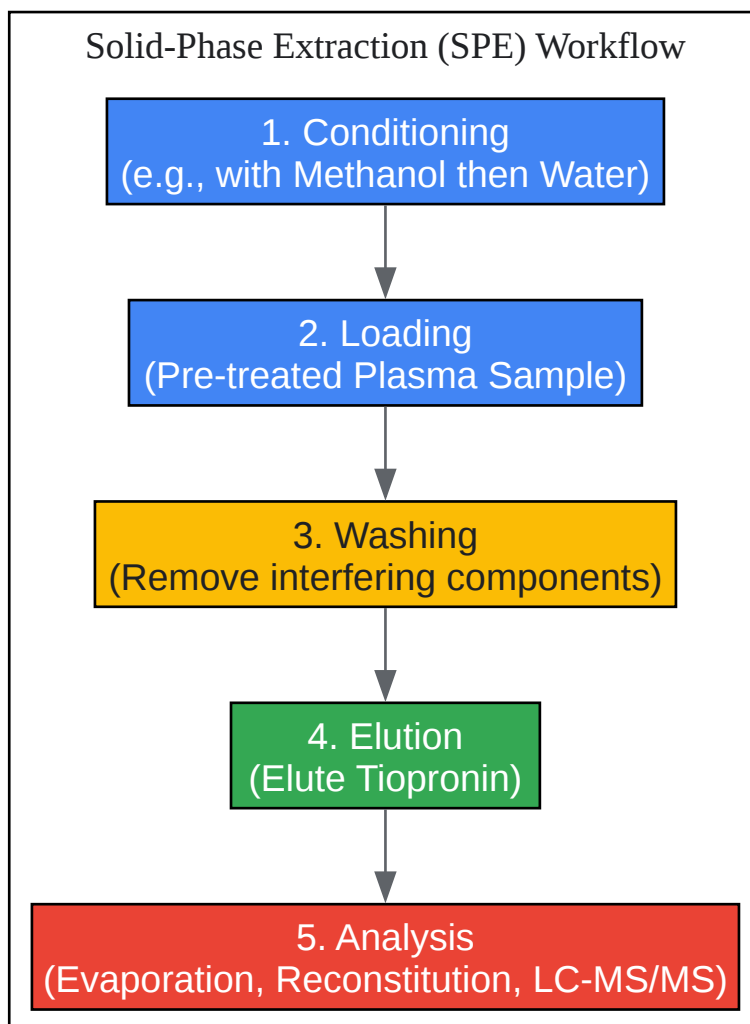 Solid-Phase Extraction (SPE) Workflow
1. Conditioning
(e.g., with Methanol then Water)
2. Loading
(Pre-treated Plasma Sample)
3. Washing
(Remove interfering components)
4. Elution
(Elute Tiopronin)
5. Analysis
(Evaporation, Reconstitution, LC-MS/MS)